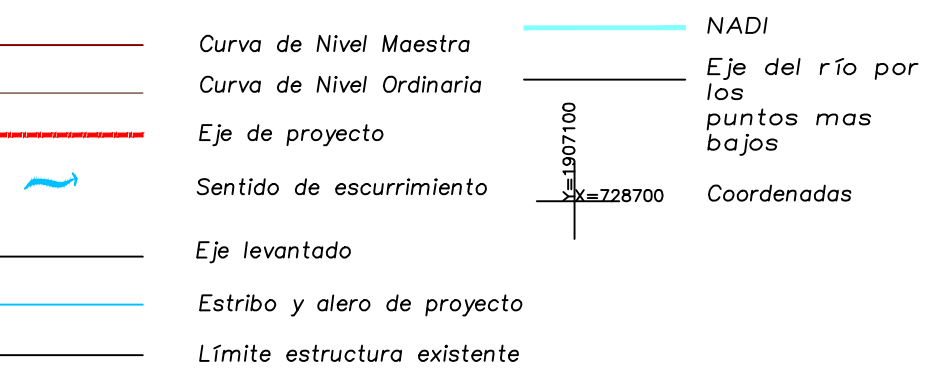 Curva de Nivel Maestra
Curva de Nivel Ordinaria
Eje de proyecto
Sentido de escurrimiento
Eje levantado
Estribo y alero de proyecto
Límite estructura existente
NADI
Eje del río por
los
puntos mas
bajos
Y=1907100
X=728700
Coordenadas